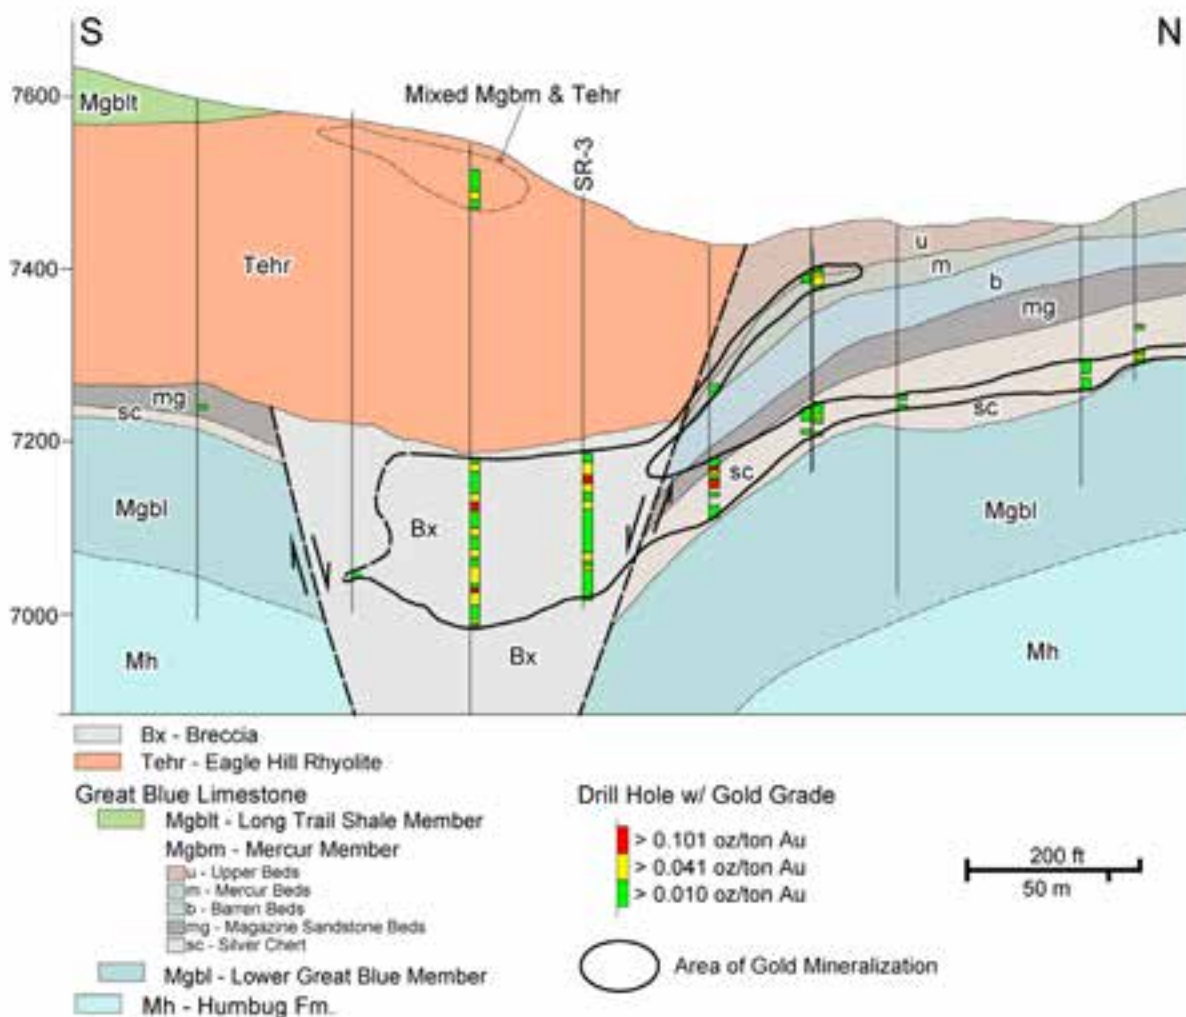 S
N
7600
Mgblt
Mixed Mgbm & Tehr
SR-3
7400
Tehr
u
m
b
mg
mg
sc
sc
sc
7200
Mgbl
Bx
Mgbl
7000
Mh
Bx
Mh
Bx - Breccia
Tehr - Eagle Hill Rhyolite
Great Blue Limestone
Mgblt - Long Trail Shale Member
Mgbm - Mercur Member
u - Upper Beds
m - Mercur Beds
b - Barren Beds
mg - Magazine Sandstone Beds
sc - Silver Chert
Mgbl - Lower Great Blue Member
Mh - Humbug Fm.
Drill Hole w/ Gold Grade
> 0.101 oz/ton Au
> 0.041 oz/ton Au
> 0.010 oz/ton Au
200 ft
50 m
Area of Gold Mineralization